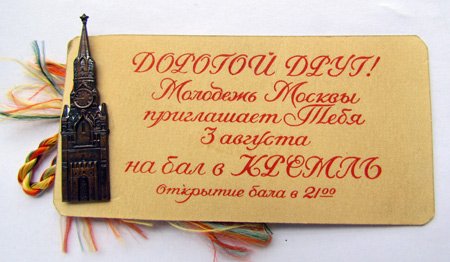 ДОРОГОЙ ДРУГ!
Молодежь Москвы
приглашает Тебя
3 августа
на бал в КРЕМЛЬ
Открытие бала в 21⁰⁰